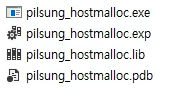 pilsung_hostmalloc.exe
pilsung_hostmalloc.exp
pilsung_hostmalloc.lib
pilsung_hostmalloc.pdb